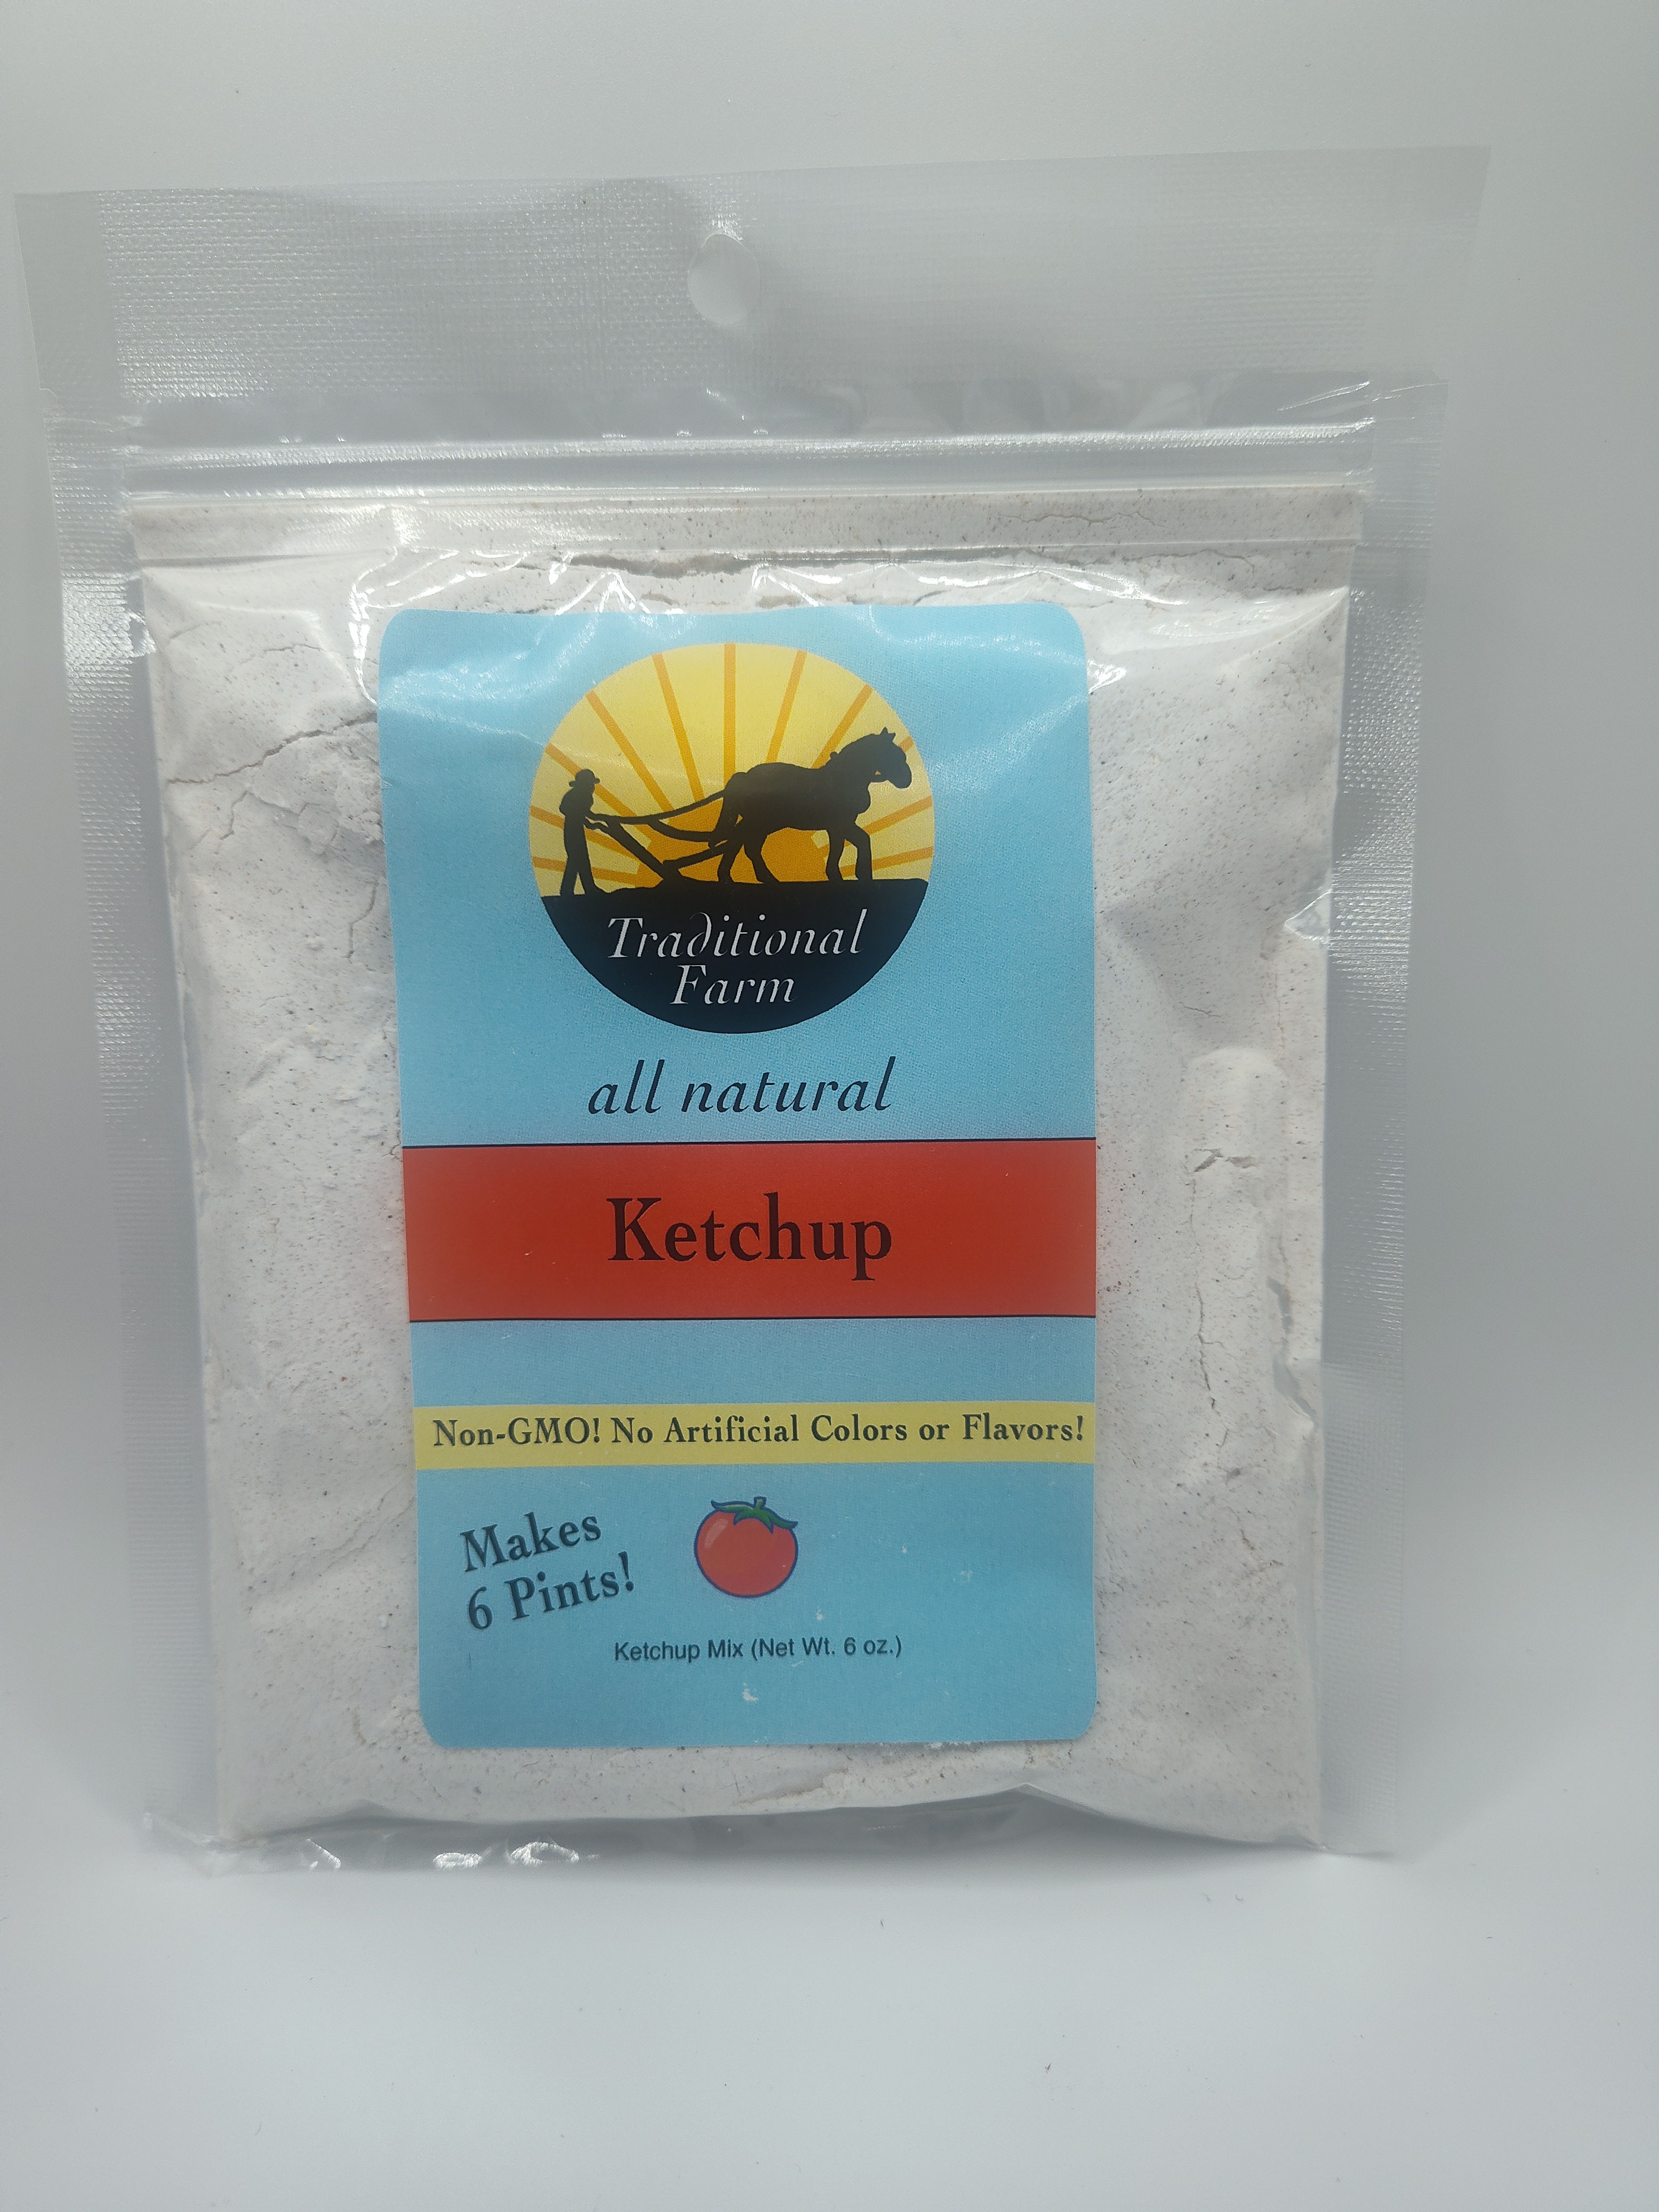 Traditional
Farm
all natural
Ketchup
Non-GMO! No Artificial Colors or Flavors!
Makes
6 Pints!
Ketchup Mix (Net Wt. 6 oz.)